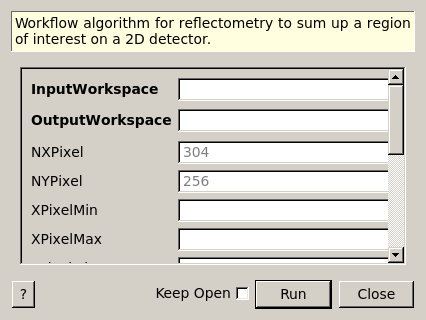 Workflow algorithm for reflectometry to sum up a region
of interest on a 2D detector.
InputWorkspace
OutputWorkspace
NXPixel 304
NYPixel 256
XPixelMin
XPixelMax
? Keep Open Run Close